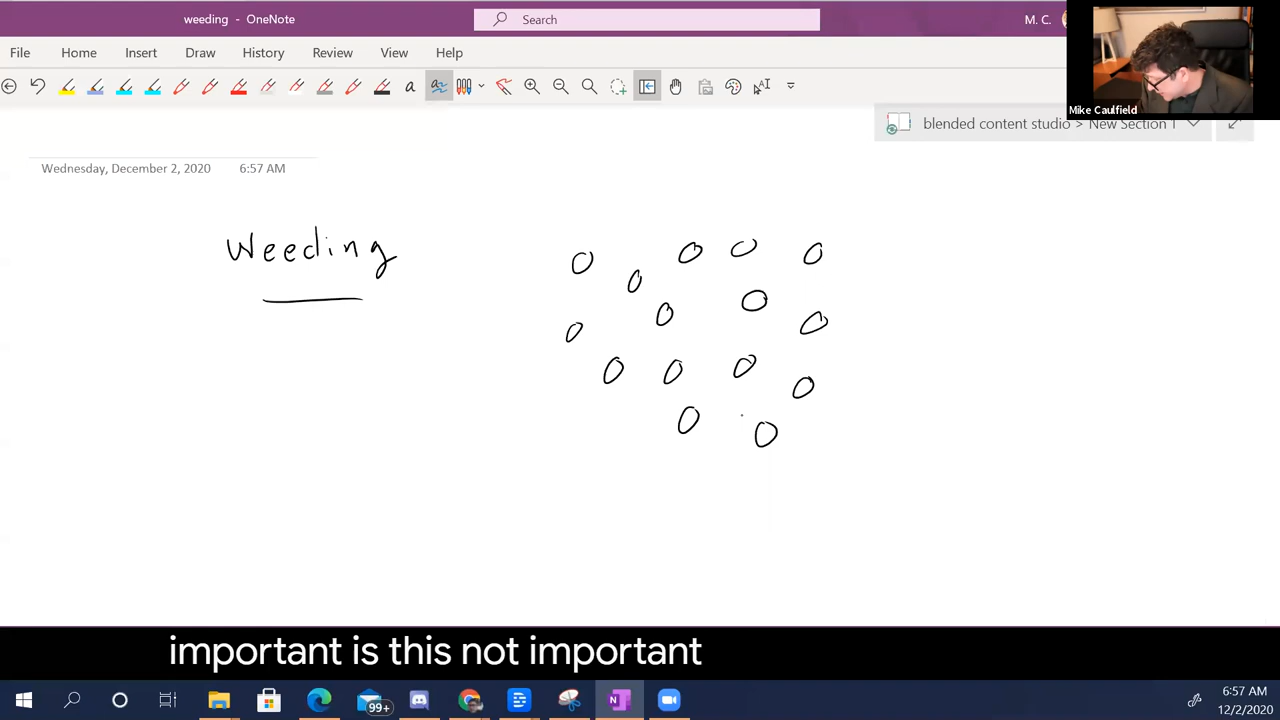 weeding - OneNote
Search
M. C.
File Home Insert Draw History Review View Help
Mike Caulfield
blended content studio > New Section 1
Wednesday, December 2, 2020 6:57 AM
Weeding
important is this not important
99+
6:57 AM
12/2/2020